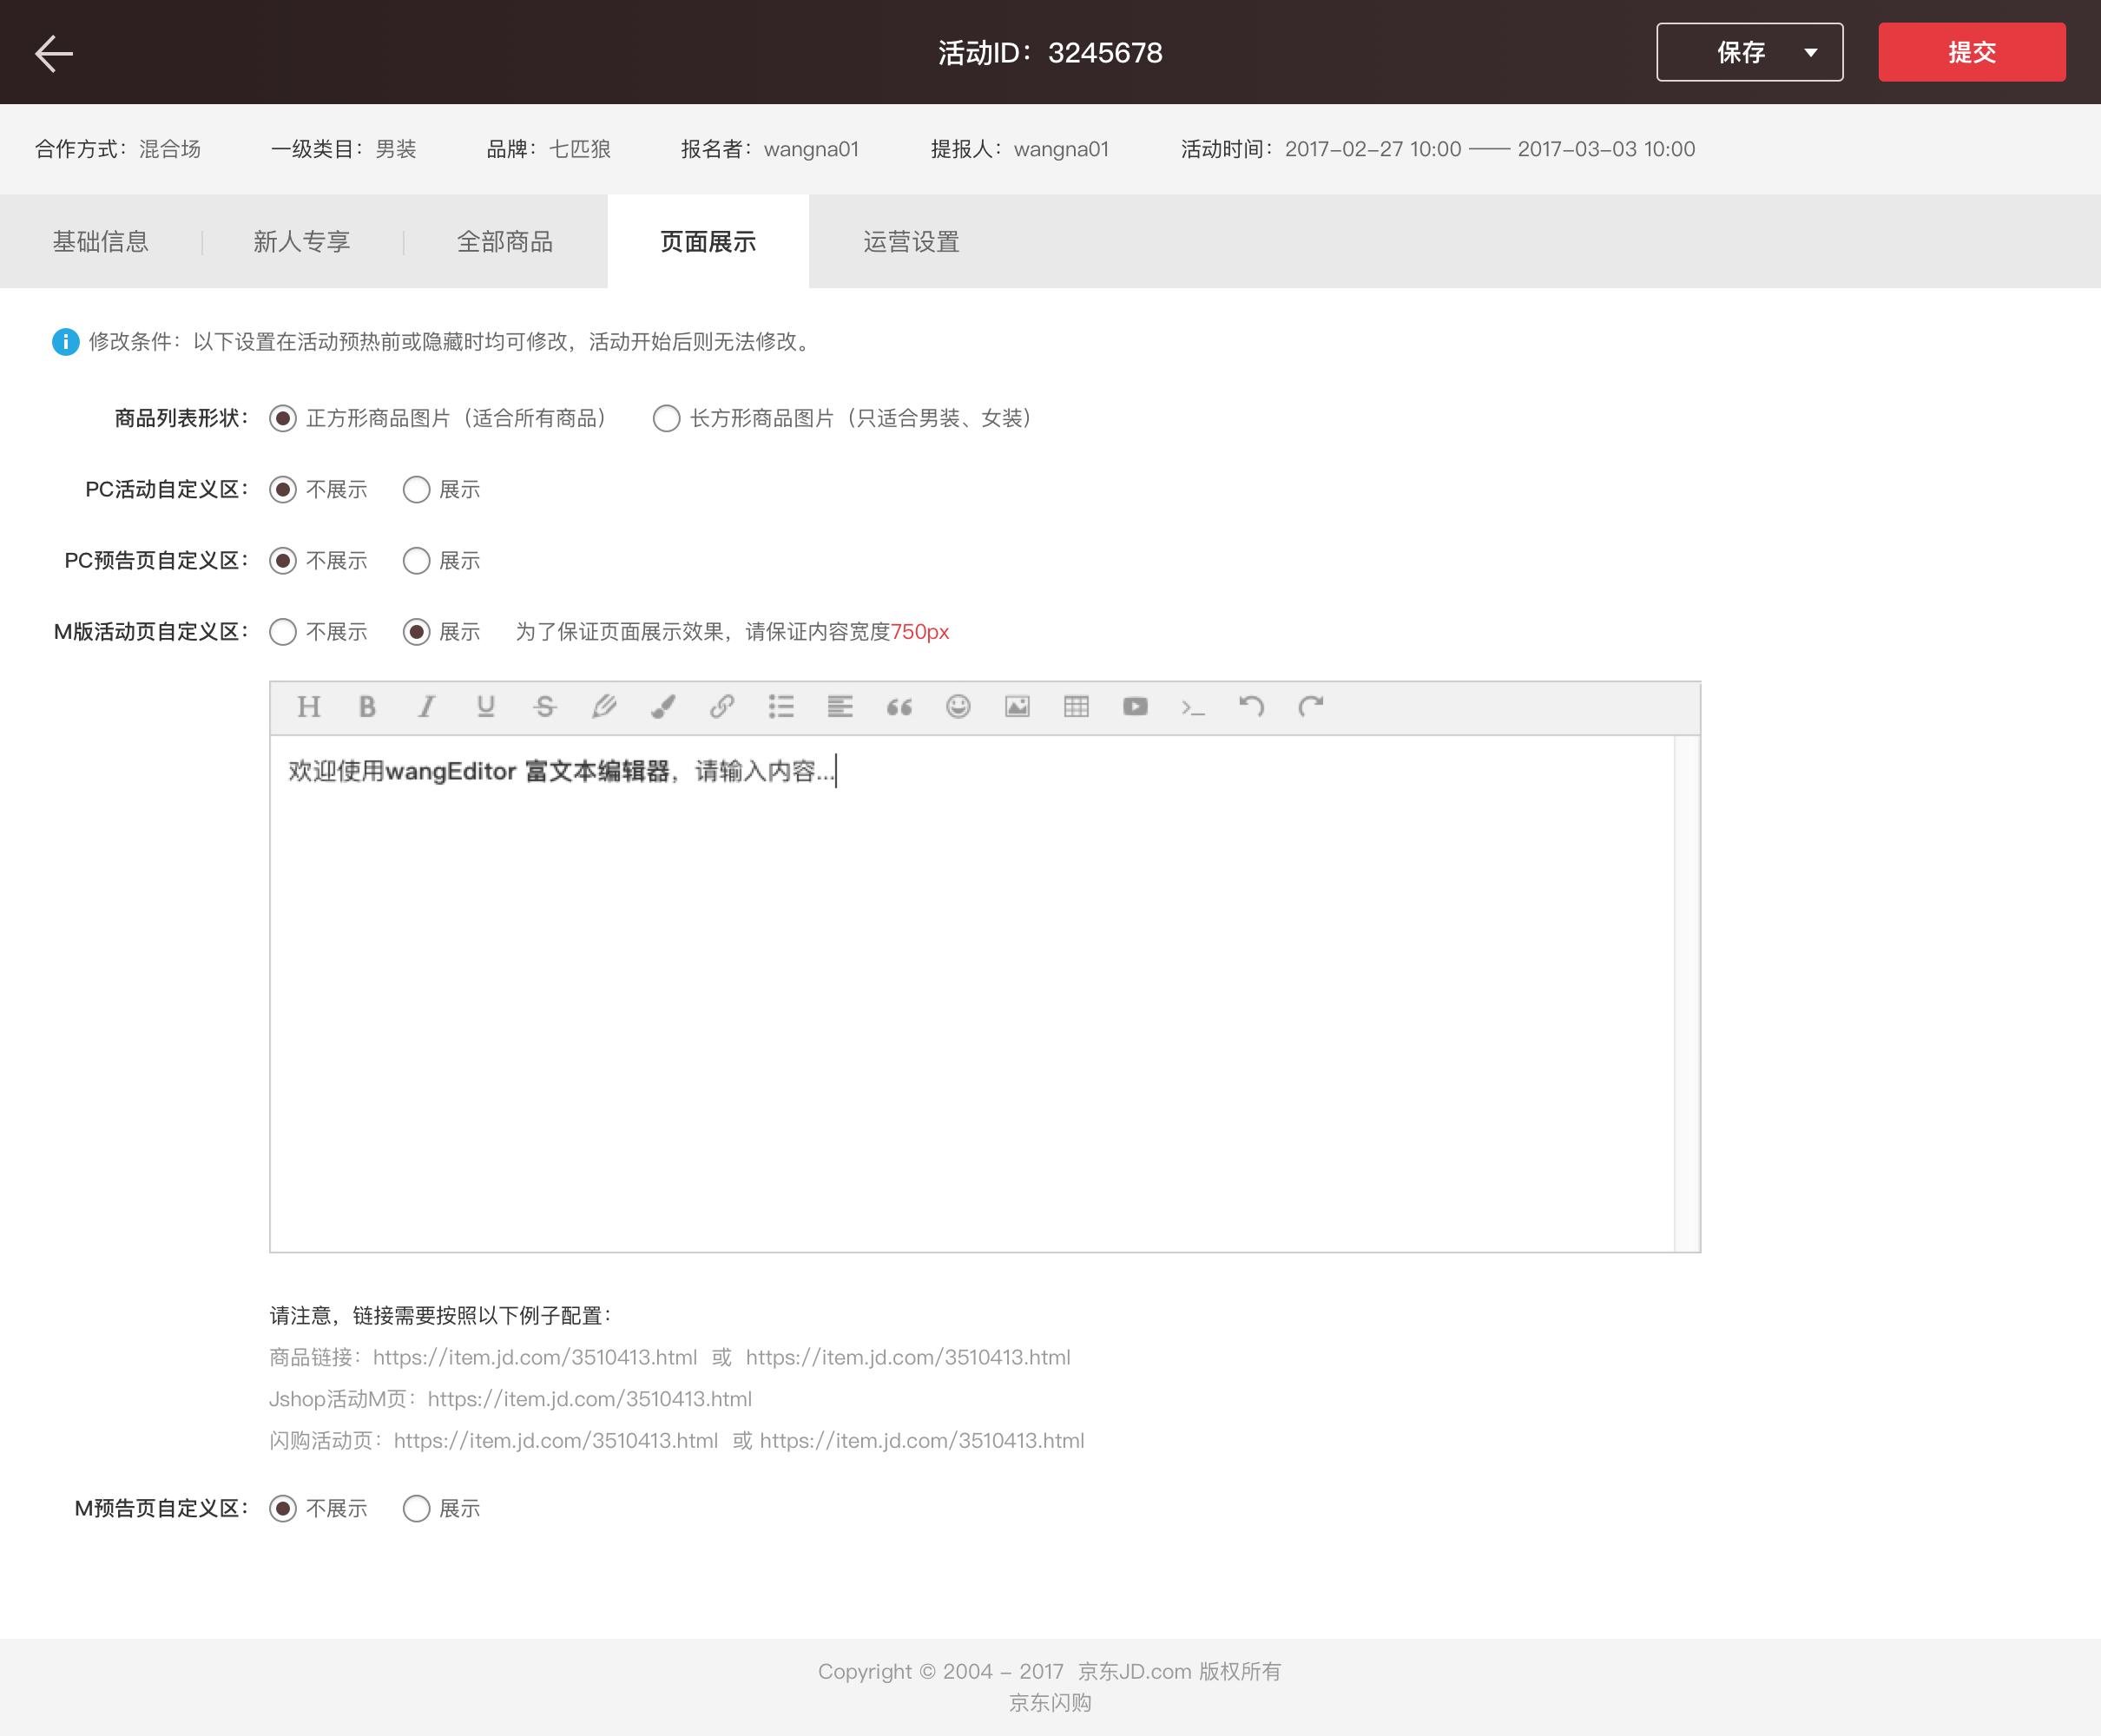 活动ID：3245678
保存
提交
合作方式：混合场 一级类目：男装 品牌：七匹狼 报名者：wangna01 提报人：wangna01 活动时间：2017-02-27 10:00 —— 2017-03-03 10:00
基础信息 新人专享 全部商品 页面展示 运营设置
修改条件：以下设置在活动预热前或隐藏时均可修改，活动开始后则无法修改。
商品列表形状： 正方形商品图片（适合所有商品） 长方形商品图片（只适合男装、女装）
PC活动自定义区： 不展示 展示
PC预告页自定义区： 不展示 展示
M版活动页自定义区： 不展示 展示 为了保证页面展示效果，请保证内容宽度750px
欢迎使用wangEditor 富文本编辑器，请输入内容...
请注意，链接需要按照以下例子配置：
商品链接：https://item.jd.com/3510413.html 或 https://item.jd.com/3510413.html
Jshop活动M页：https://item.jd.com/3510413.html
闪购活动页：https://item.jd.com/3510413.html 或 https://item.jd.com/3510413.html
M预告页自定义区： 不展示 展示
Copyright © 2004 - 2017 京东JD.com 版权所有
京东闪购